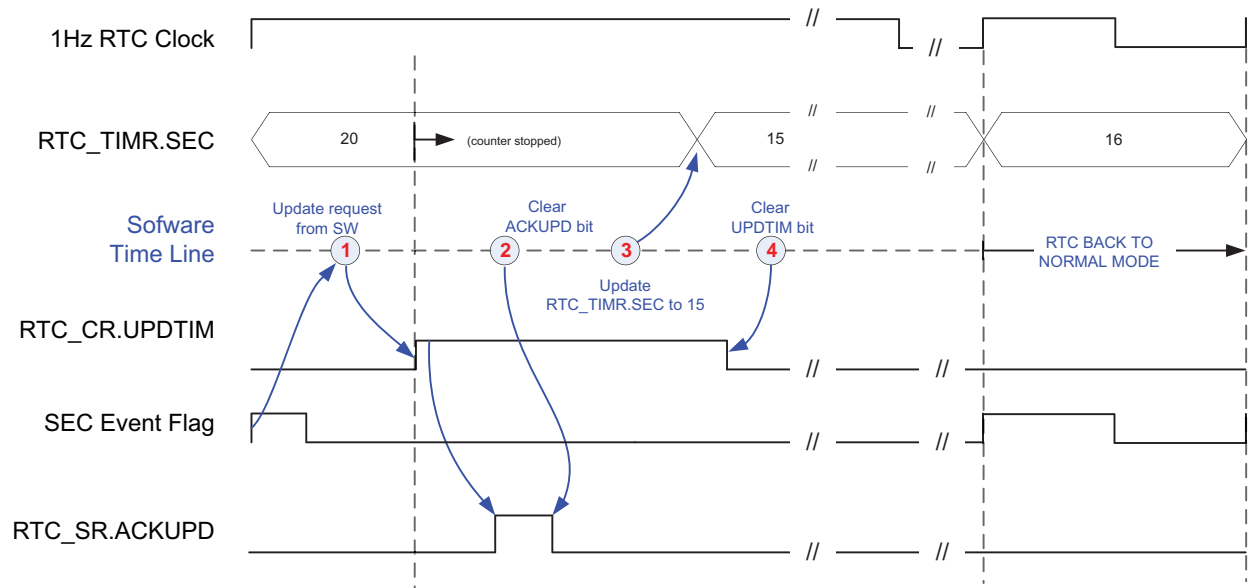 1Hz RTC Clock
//
//
RTC_TIMR.SEC
20
(counter stopped)
15
16
//
//
//
//
Sofware
Time Line
Update request
from SW
1
Clear
ACKUPD bit
2
3
Update
RTC_TIMR.SEC to 15
Clear
UPDTIM bit
4
RTC BACK TO
NORMAL MODE
RTC_CR.UPDTIM
//
//
SEC Event Flag
//
//
RTC_SR.ACKUPD
//
//